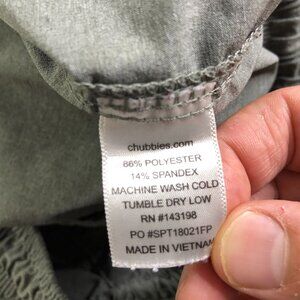 chubbies.com
86% POLYESTER
14% SPANDEX
MACHINE WASH COLD
TUMBLE DRY LOW
RN #143198
PO #SPT18021FP
MADE IN VIETNAM